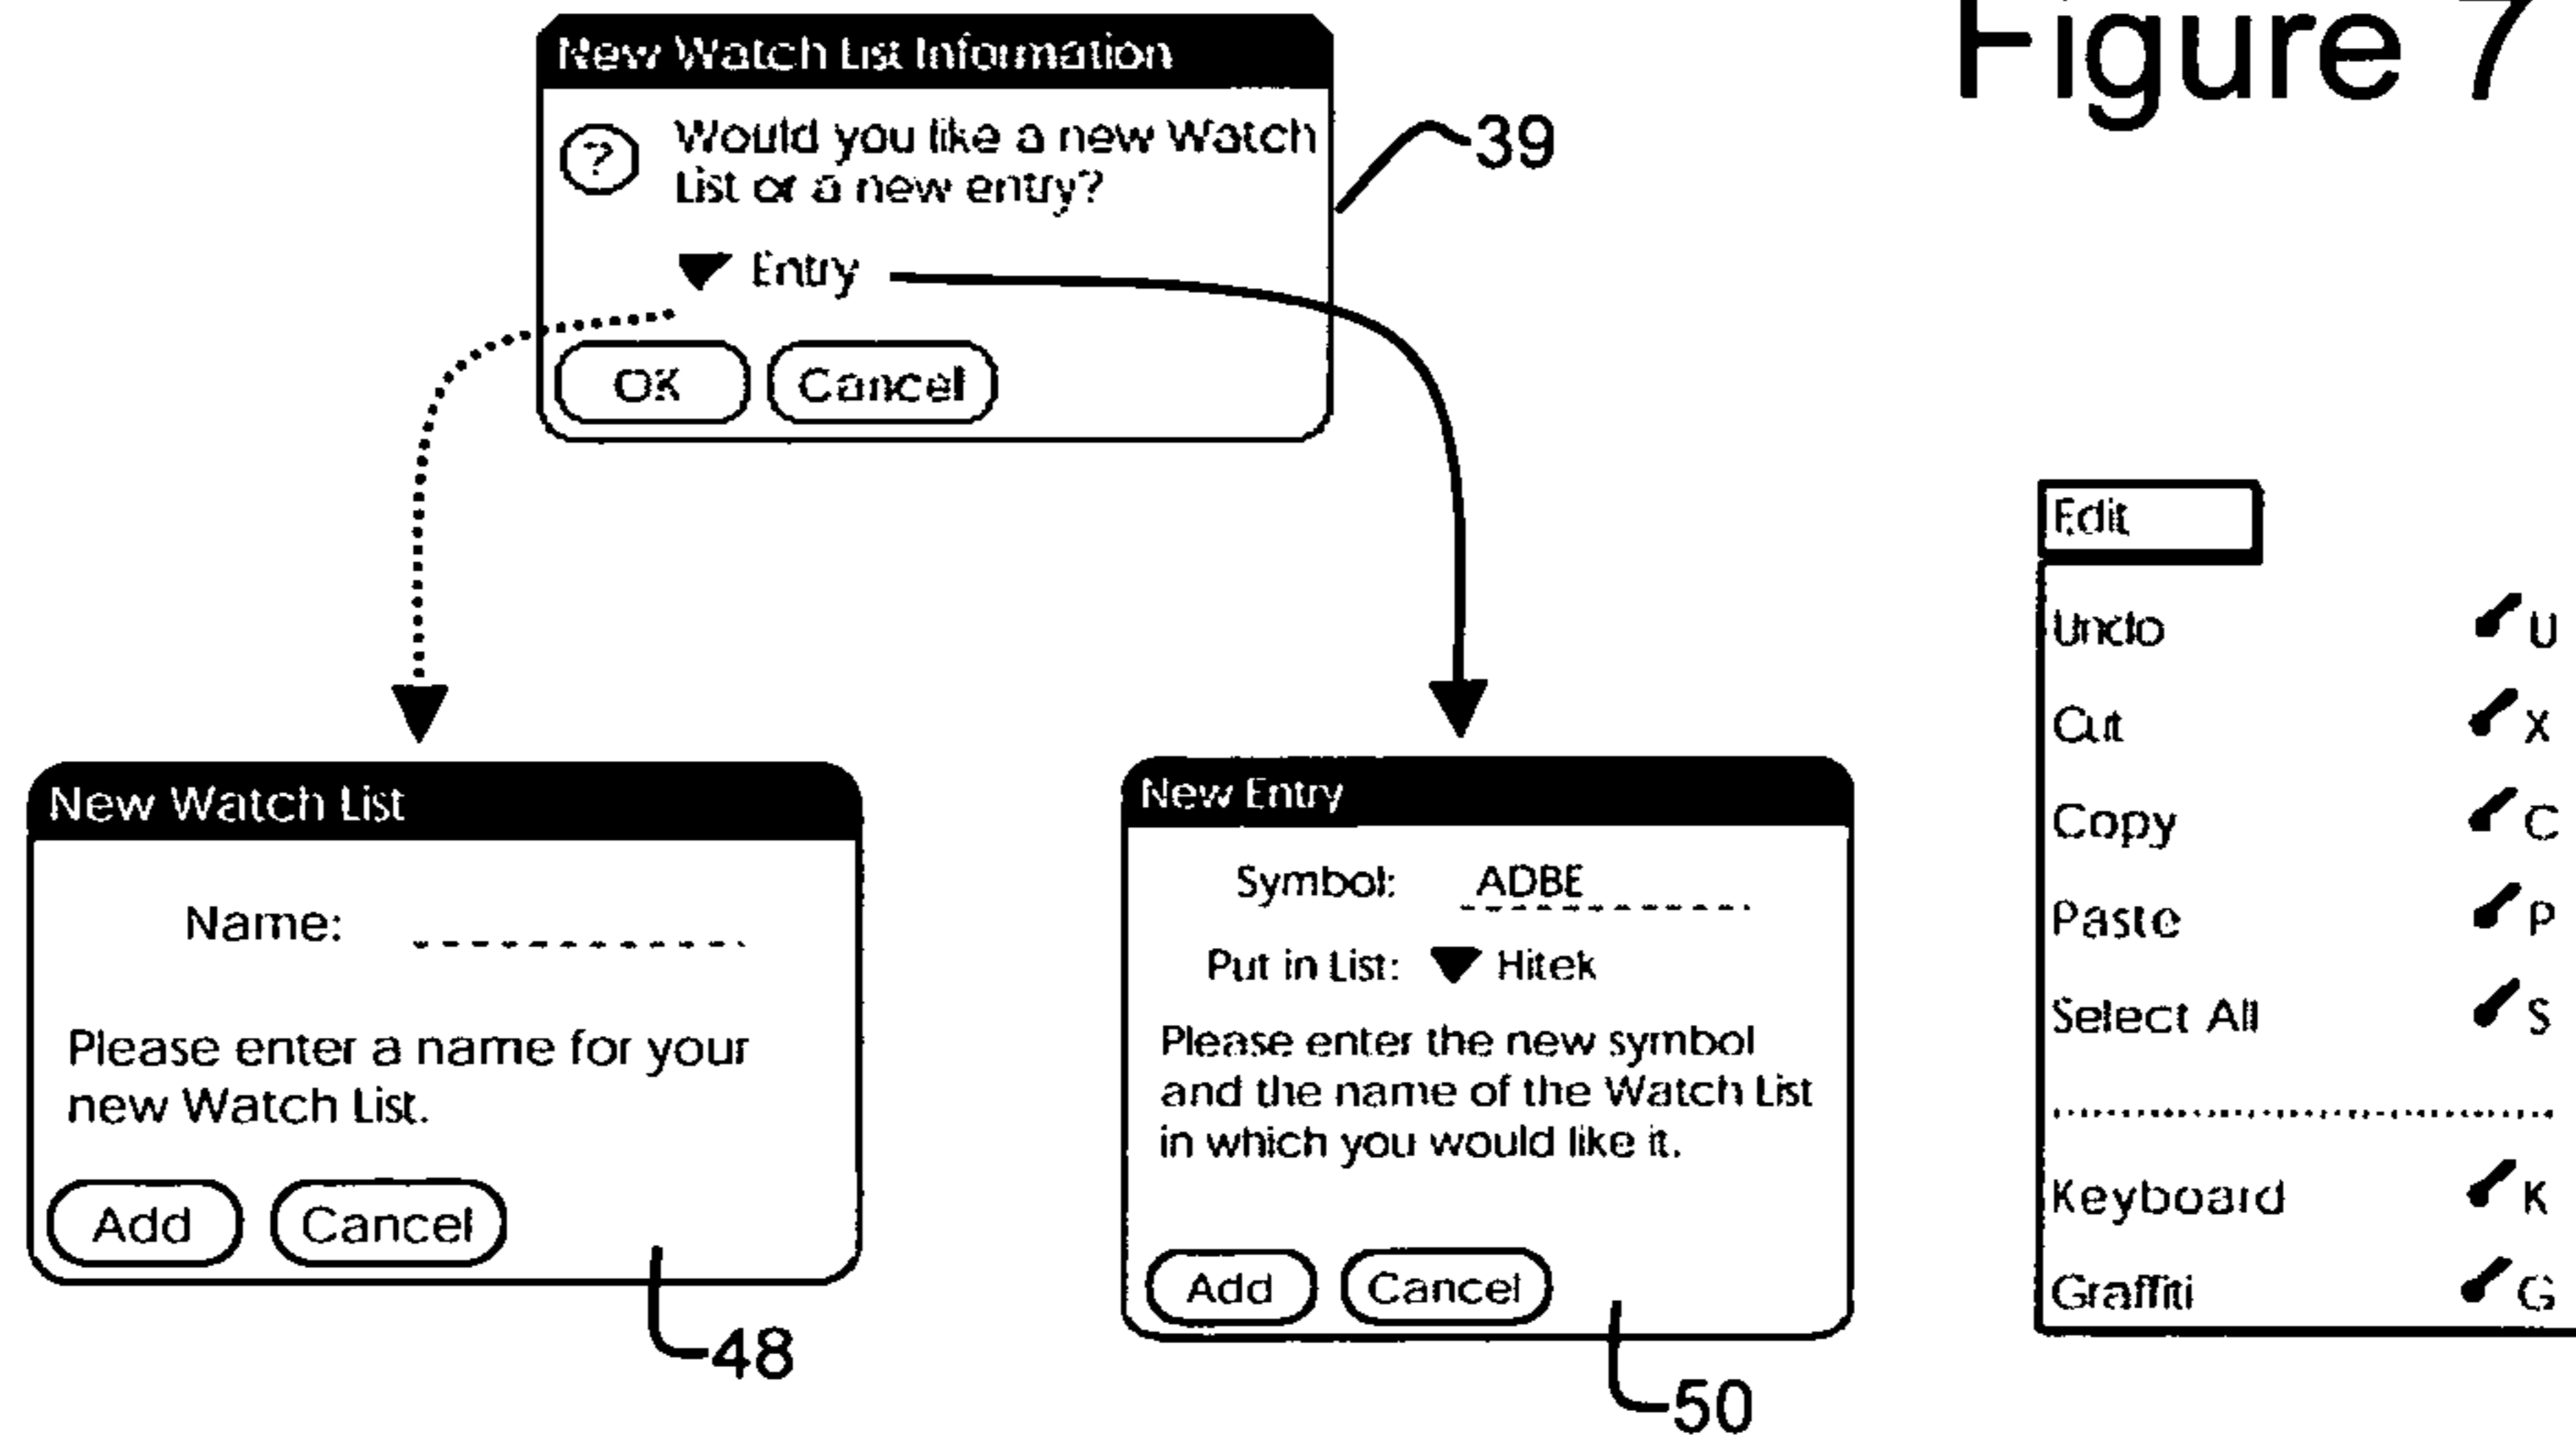 Figure 7
New Watch List Information
? Would you like a new Watch
List or a new entry?
Entry
OK Cancel
39
New Watch List
Name:
Please enter a name for your
new Watch List.
Add Cancel
48
New Entry
Symbol: ADBE
Put in List: Hitek
Please enter the new symbol
and the name of the Watch List
in which you would like it.
Add Cancel
50
Edit
Undo U
Cut X
Copy C
Paste P
Select All S
Keyboard K
Graffiti G